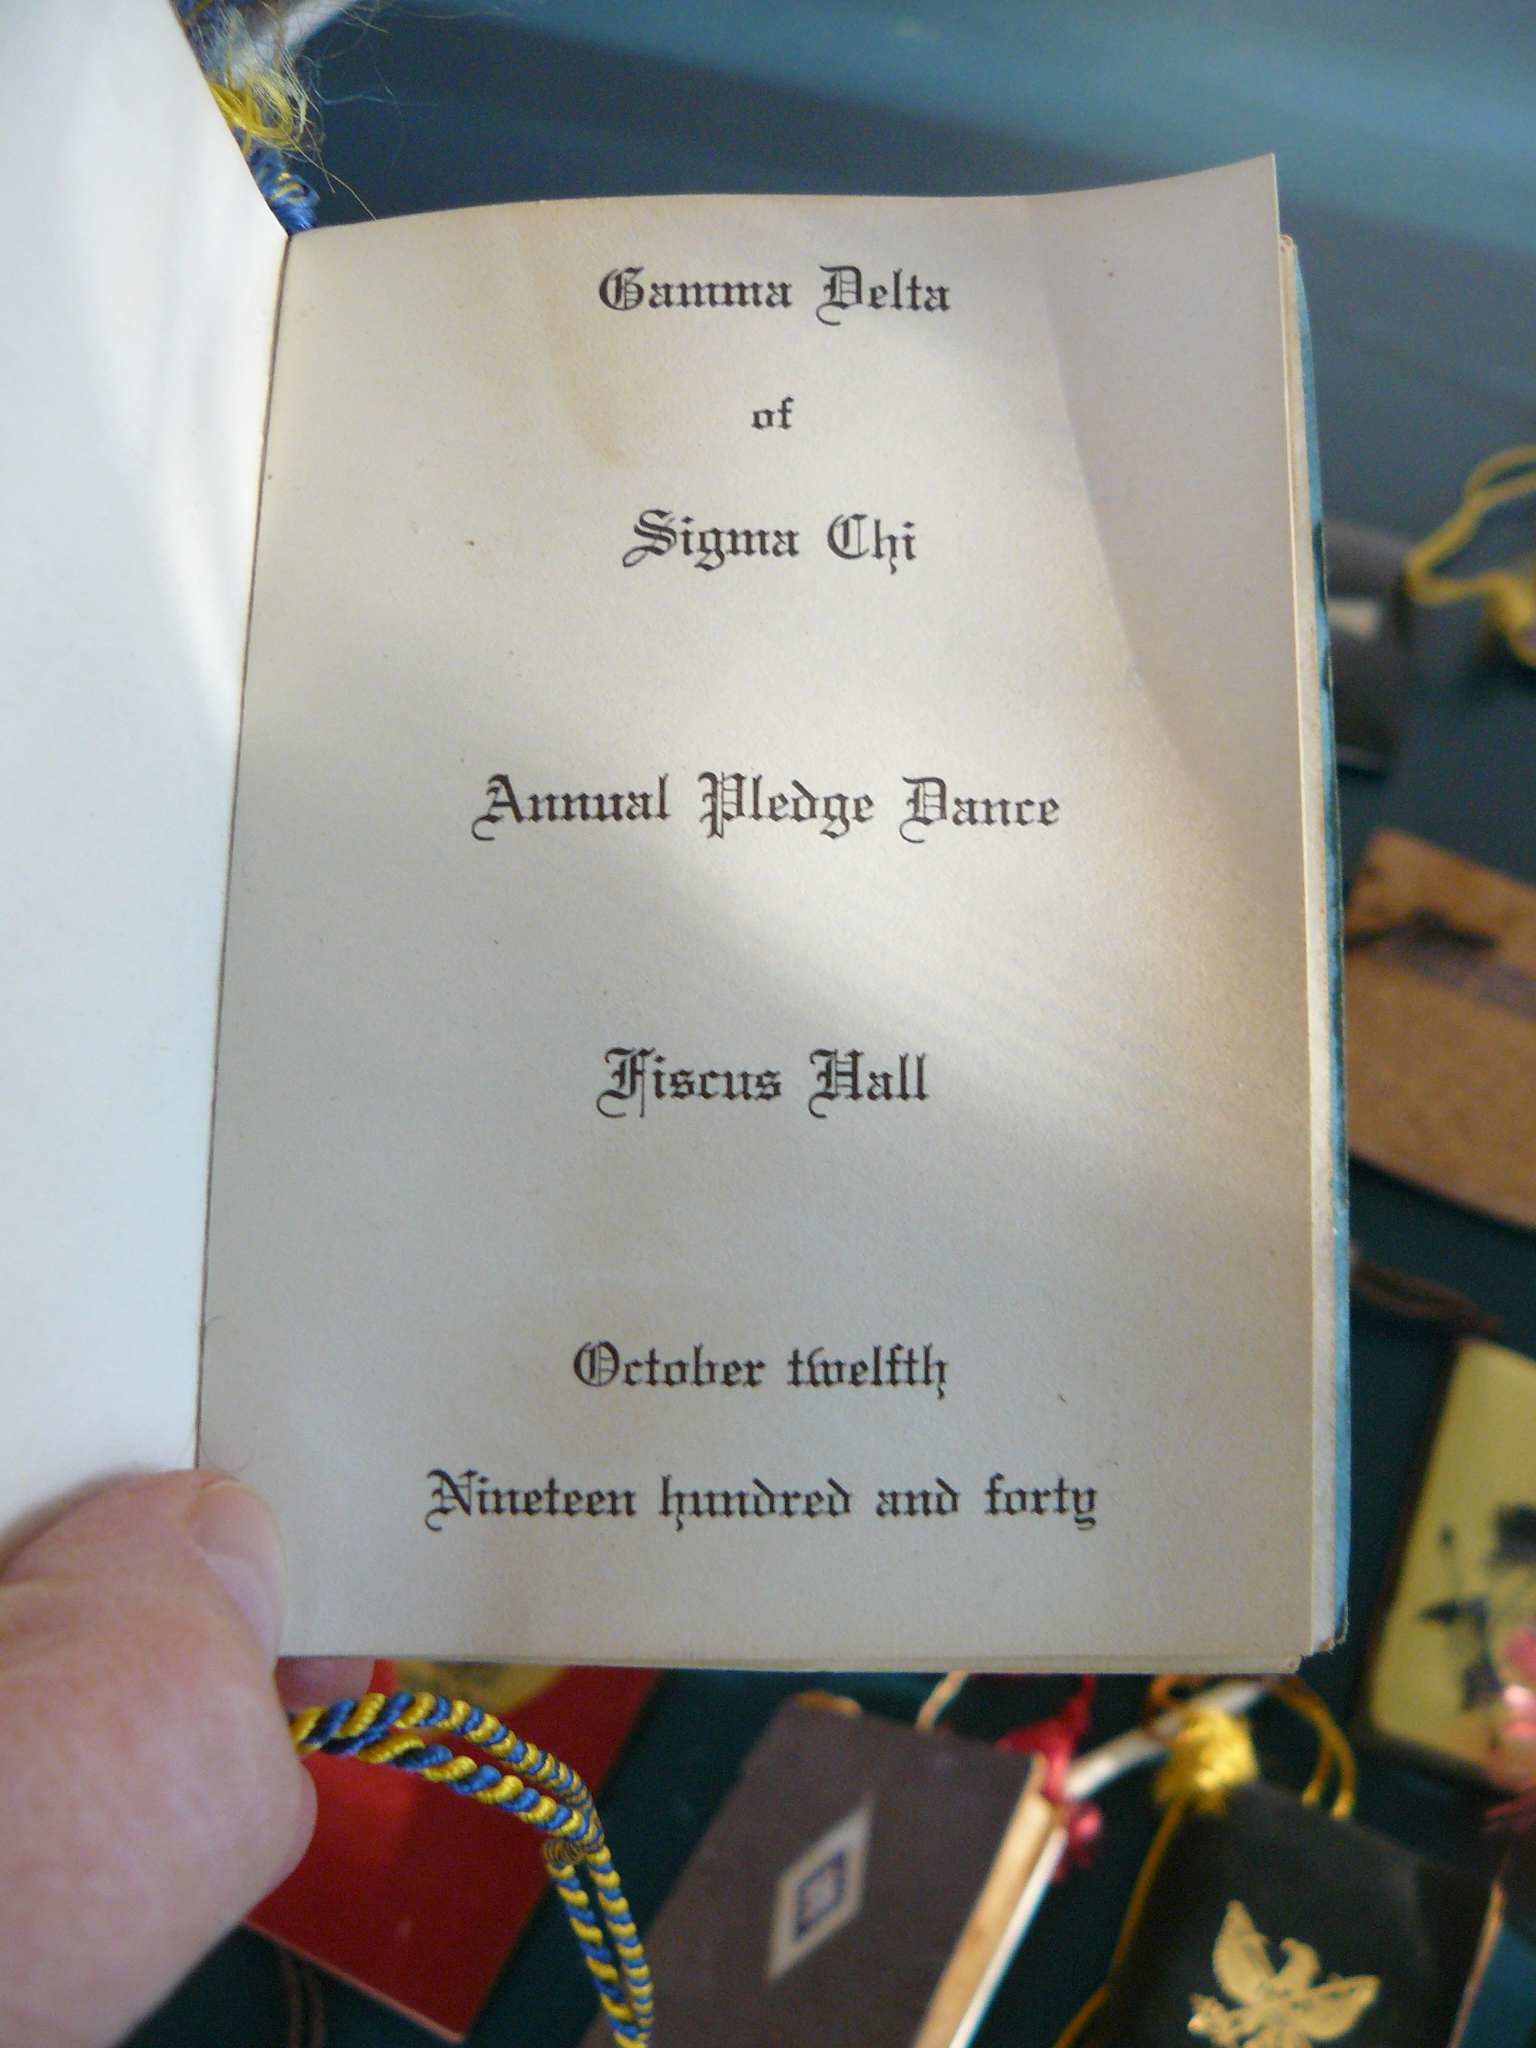 Gamma Delta
of
Sigma Chi
Annual Pledge Dance
Fiscus Hall
October twelfth
Nineteen hundred and forty